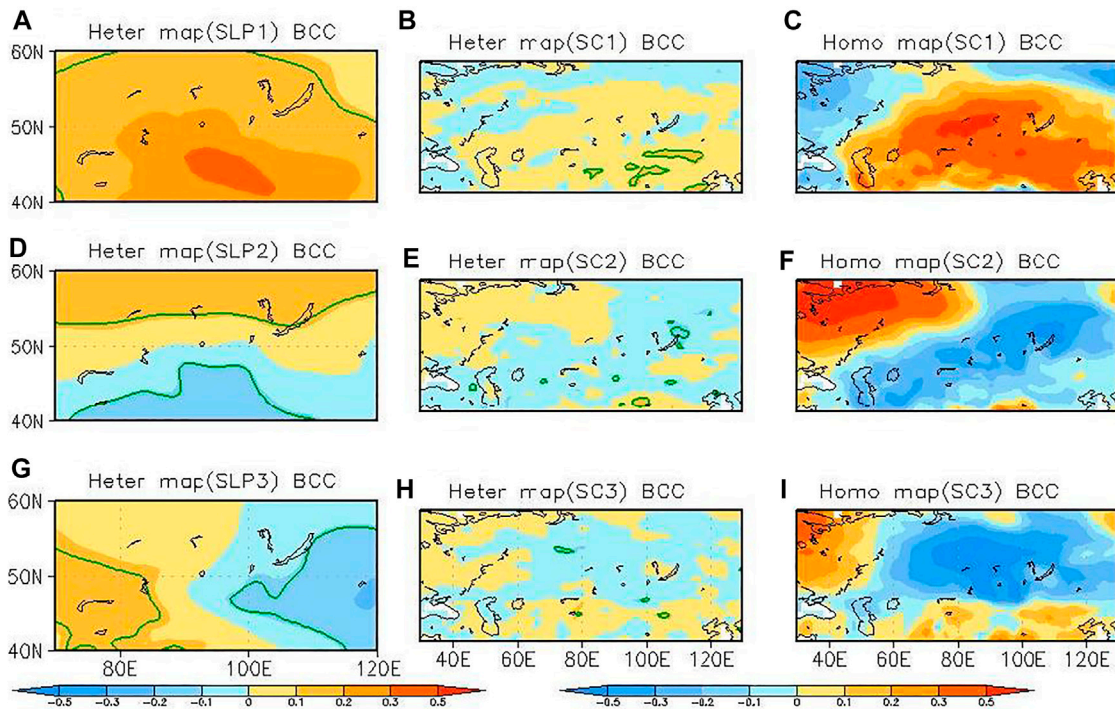 A
Heter map(SLP1) BCC
60N
50N
40N
B
Heter map(SC1) BCC
C
Homo map(SC1) BCC
D
Heter map(SLP2) BCC
60N
50N
40N
E
Heter map(SC2) BCC
F
Homo map(SC2) BCC
G
Heter map(SLP3) BCC
60N
50N
40N
80E 100E 120E
H
Heter map(SC3) BCC
40E 60E 80E 100E 120E
I
Homo map(SC3) BCC
40E 60E 80E 100E 120E
-0.5 -0.3 -0.2 -0.1 0 0.1 0.2 0.3 0.5
-0.5 -0.3 -0.2 -0.1 0 0.1 0.2 0.3 0.5